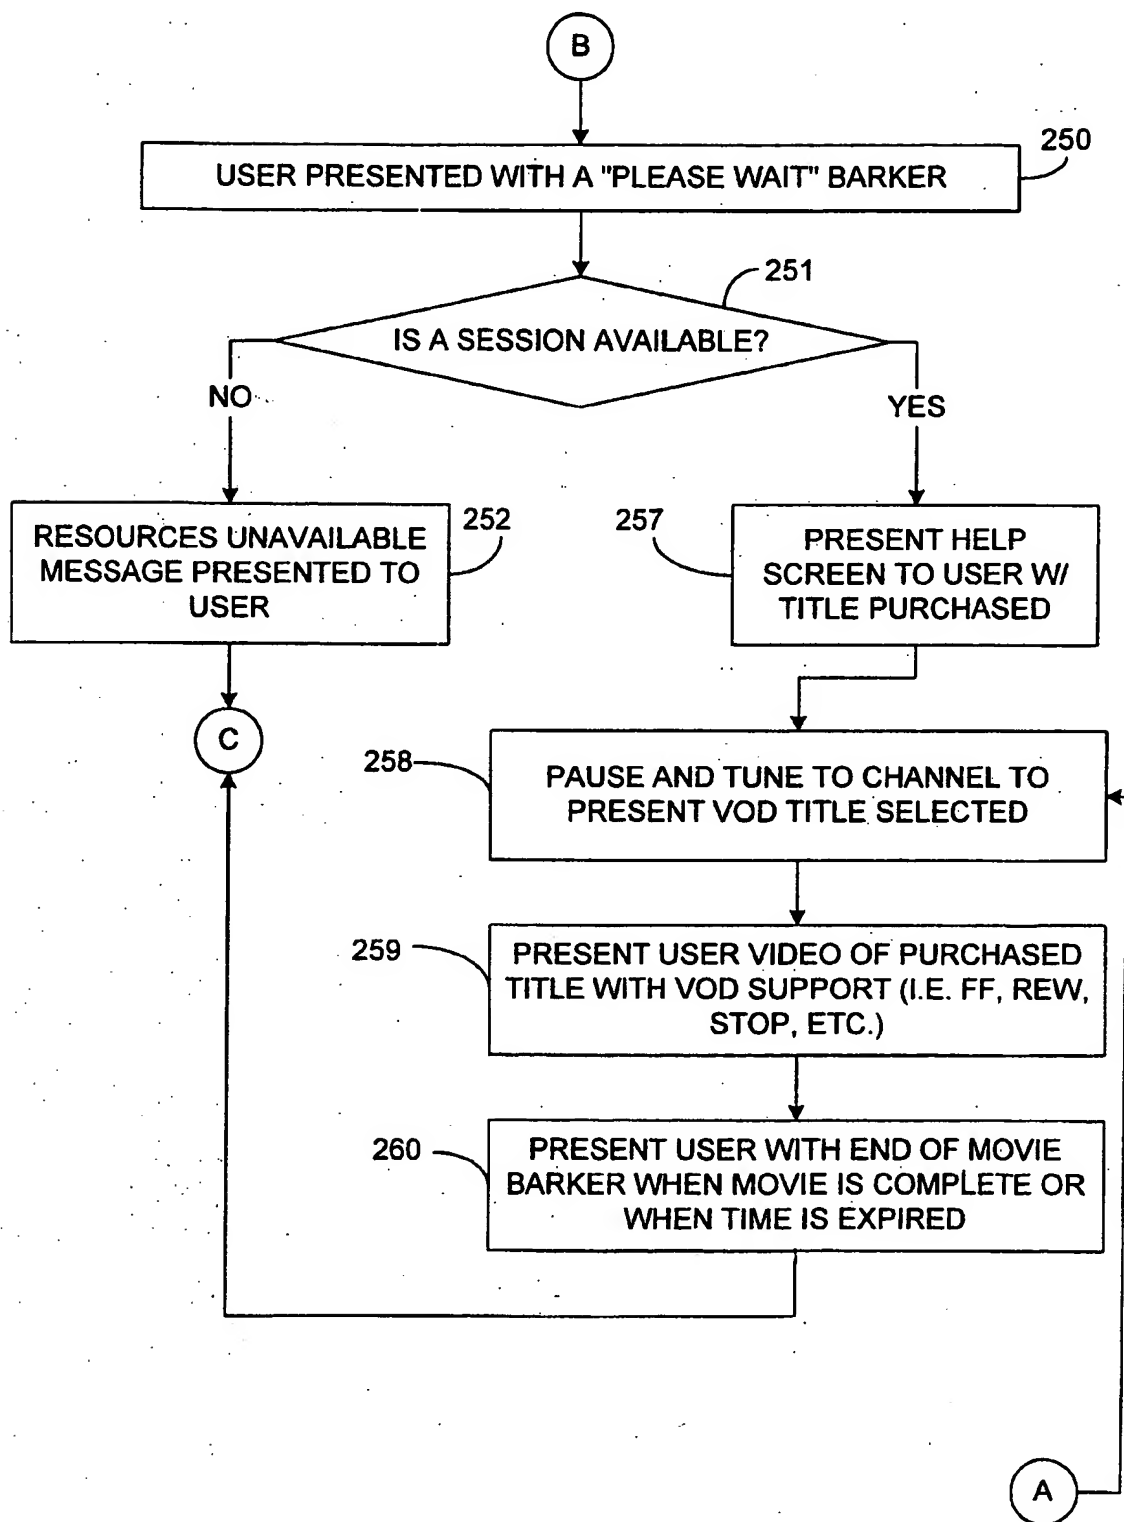 B
250
USER PRESENTED WITH A "PLEASE WAIT" BARKER
251
IS A SESSION AVAILABLE?
NO
YES
252
RESOURCES UNAVAILABLE
MESSAGE PRESENTED TO
USER
257
PRESENT HELP
SCREEN TO USER W/
TITLE PURCHASED
C
258
PAUSE AND TUNE TO CHANNEL TO
PRESENT VOD TITLE SELECTED
259
PRESENT USER VIDEO OF PURCHASED
TITLE WITH VOD SUPPORT (I.E. FF, REW,
STOP, ETC.)
260
PRESENT USER WITH END OF MOVIE
BARKER WHEN MOVIE IS COMPLETE OR
WHEN TIME IS EXPIRED
A